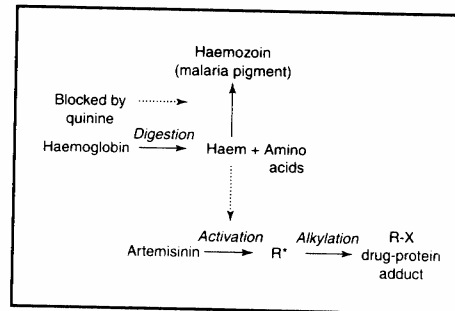 Haemozoin
(malaria pigment)
Blocked by
quinine
Digestion
Haemoglobin
Haem + Amino
acids
Activation
Alkylation
Artemisinin
R*
R-X
drug-protein
adduct